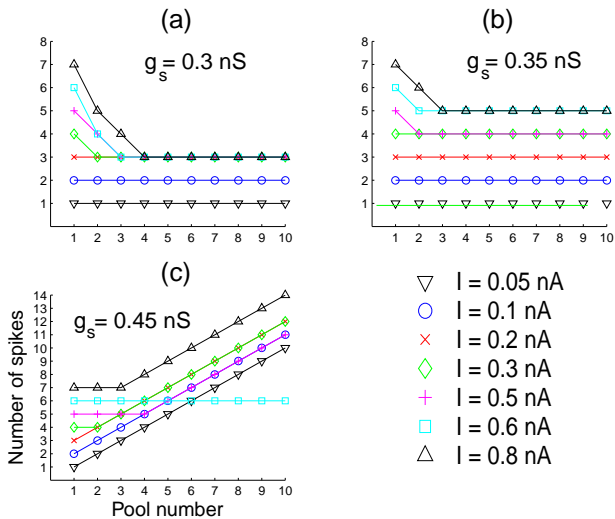 (a)
g_s = 0.3 nS
8
7
6
5
4
3
2
1
1 2 3 4 5 6 7 8 9 10
(b)
g_s = 0.35 nS
8
7
6
5
4
3
2
1
1 2 3 4 5 6 7 8 9 10
(c)
g_s = 0.45 nS
Number of spikes
14
13
12
11
10
9
8
7
6
5
4
3
2
1
1 2 3 4 5 6 7 8 9 10
Pool number
I = 0.05 nA
I = 0.1 nA
I = 0.2 nA
I = 0.3 nA
I = 0.5 nA
I = 0.6 nA
I = 0.8 nA